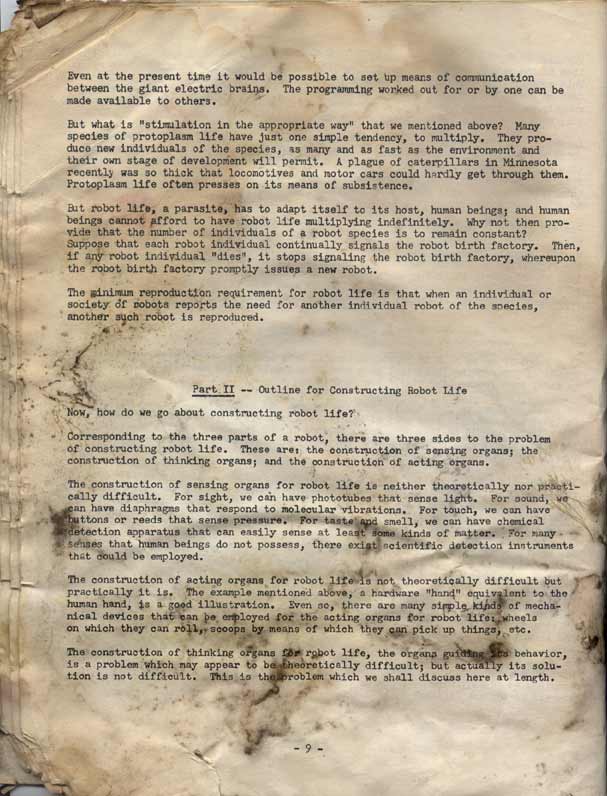 Even at the present time it would be possible to set up means of communication
between the giant electric brains. The programming worked out for or by one can be
made available to others.
But what is "stimulation in the appropriate way" that we mentioned above? Many
species of protoplasm life have just one simple tendency, to multiply. They pro-
duce new individuals of the species, as many and as fast as the environment and
their own stage of development will permit. A plague of caterpillars in Minnesota
recently was so thick that locomotives and motor cars could hardly get through them.
Protoplasm life often presses on its means of subsistence.
But robot life, a parasite, has to adapt itself to its host, human beings; and human
beings cannot afford to have robot life multiplying indefinitely. Why not then pro-
vide that the number of individuals of a robot species is to remain constant?
Suppose that each robot individual continually signals the robot birth factory. Then,
if any robot individual "dies", it stops signaling the robot birth factory, whereupon
the robot birth factory promptly issues a new robot.
The minimum reproduction requirement for robot life is that when an individual or
society of robots reports the need for another individual robot of the species,
another such robot is reproduced.
Part II -- Outline for Constructing Robot Life
Now, how do we go about constructing robot life?
Corresponding to the three parts of a robot, there are three sides to the problem
of constructing robot life. These are: the construction of sensing organs; the
construction of thinking organs; and the construction of acting organs.
The construction of sensing organs for robot life is neither theoretically nor practi-
cally difficult. For sight, we can have phototubes that sense light. For sound, we
can have diaphragms that respond to molecular vibrations. For touch, we can have
buttons or reeds that sense pressure. For taste and smell, we can have chemical
detection apparatus that can easily sense at least some kinds of matter. For many
senses that human beings do not possess, there exist scientific detection instruments
that could be employed.
The construction of acting organs for robot life is not theoretically difficult but
practically it is. The example mentioned above, a hardware "hand" equivalent to the
human hand, is a good illustration. Even so, there are many simple kinds of mecha-
nical devices that can be employed for the acting organs for robot life: wheels
on which they can roll, scoops by means of which they can pick up things, etc.
The construction of thinking organs for robot life, the organs guiding its behavior,
is a problem which may appear to be theoretically difficult; but actually its solu-
tion is not difficult. This is the problem which we shall discuss here at length.
- 9 -